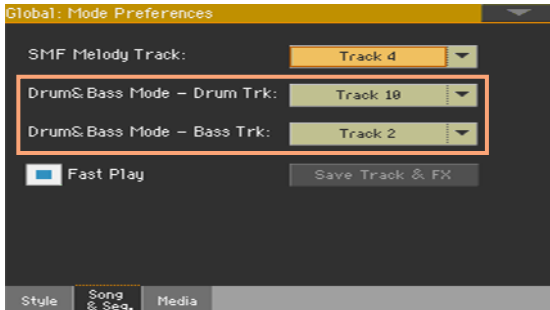 Global: Mode Preferences
SMF Melody Track: Track 4
Drum& Bass Mode - Drum Trk: Track 10
Drum& Bass Mode - Bass Trk: Track 2
Fast Play Save Track & FX
Style Song & Seq. Media